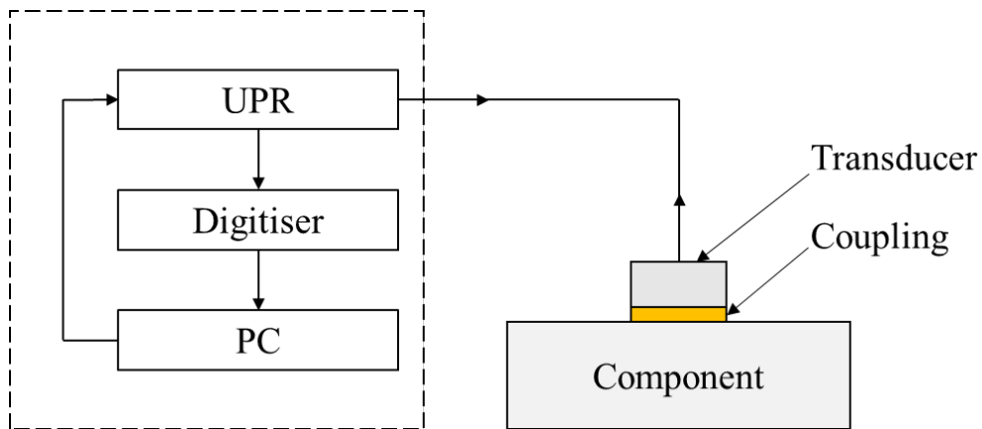 UPR
Digitiser
PC
Transducer
Coupling
Component